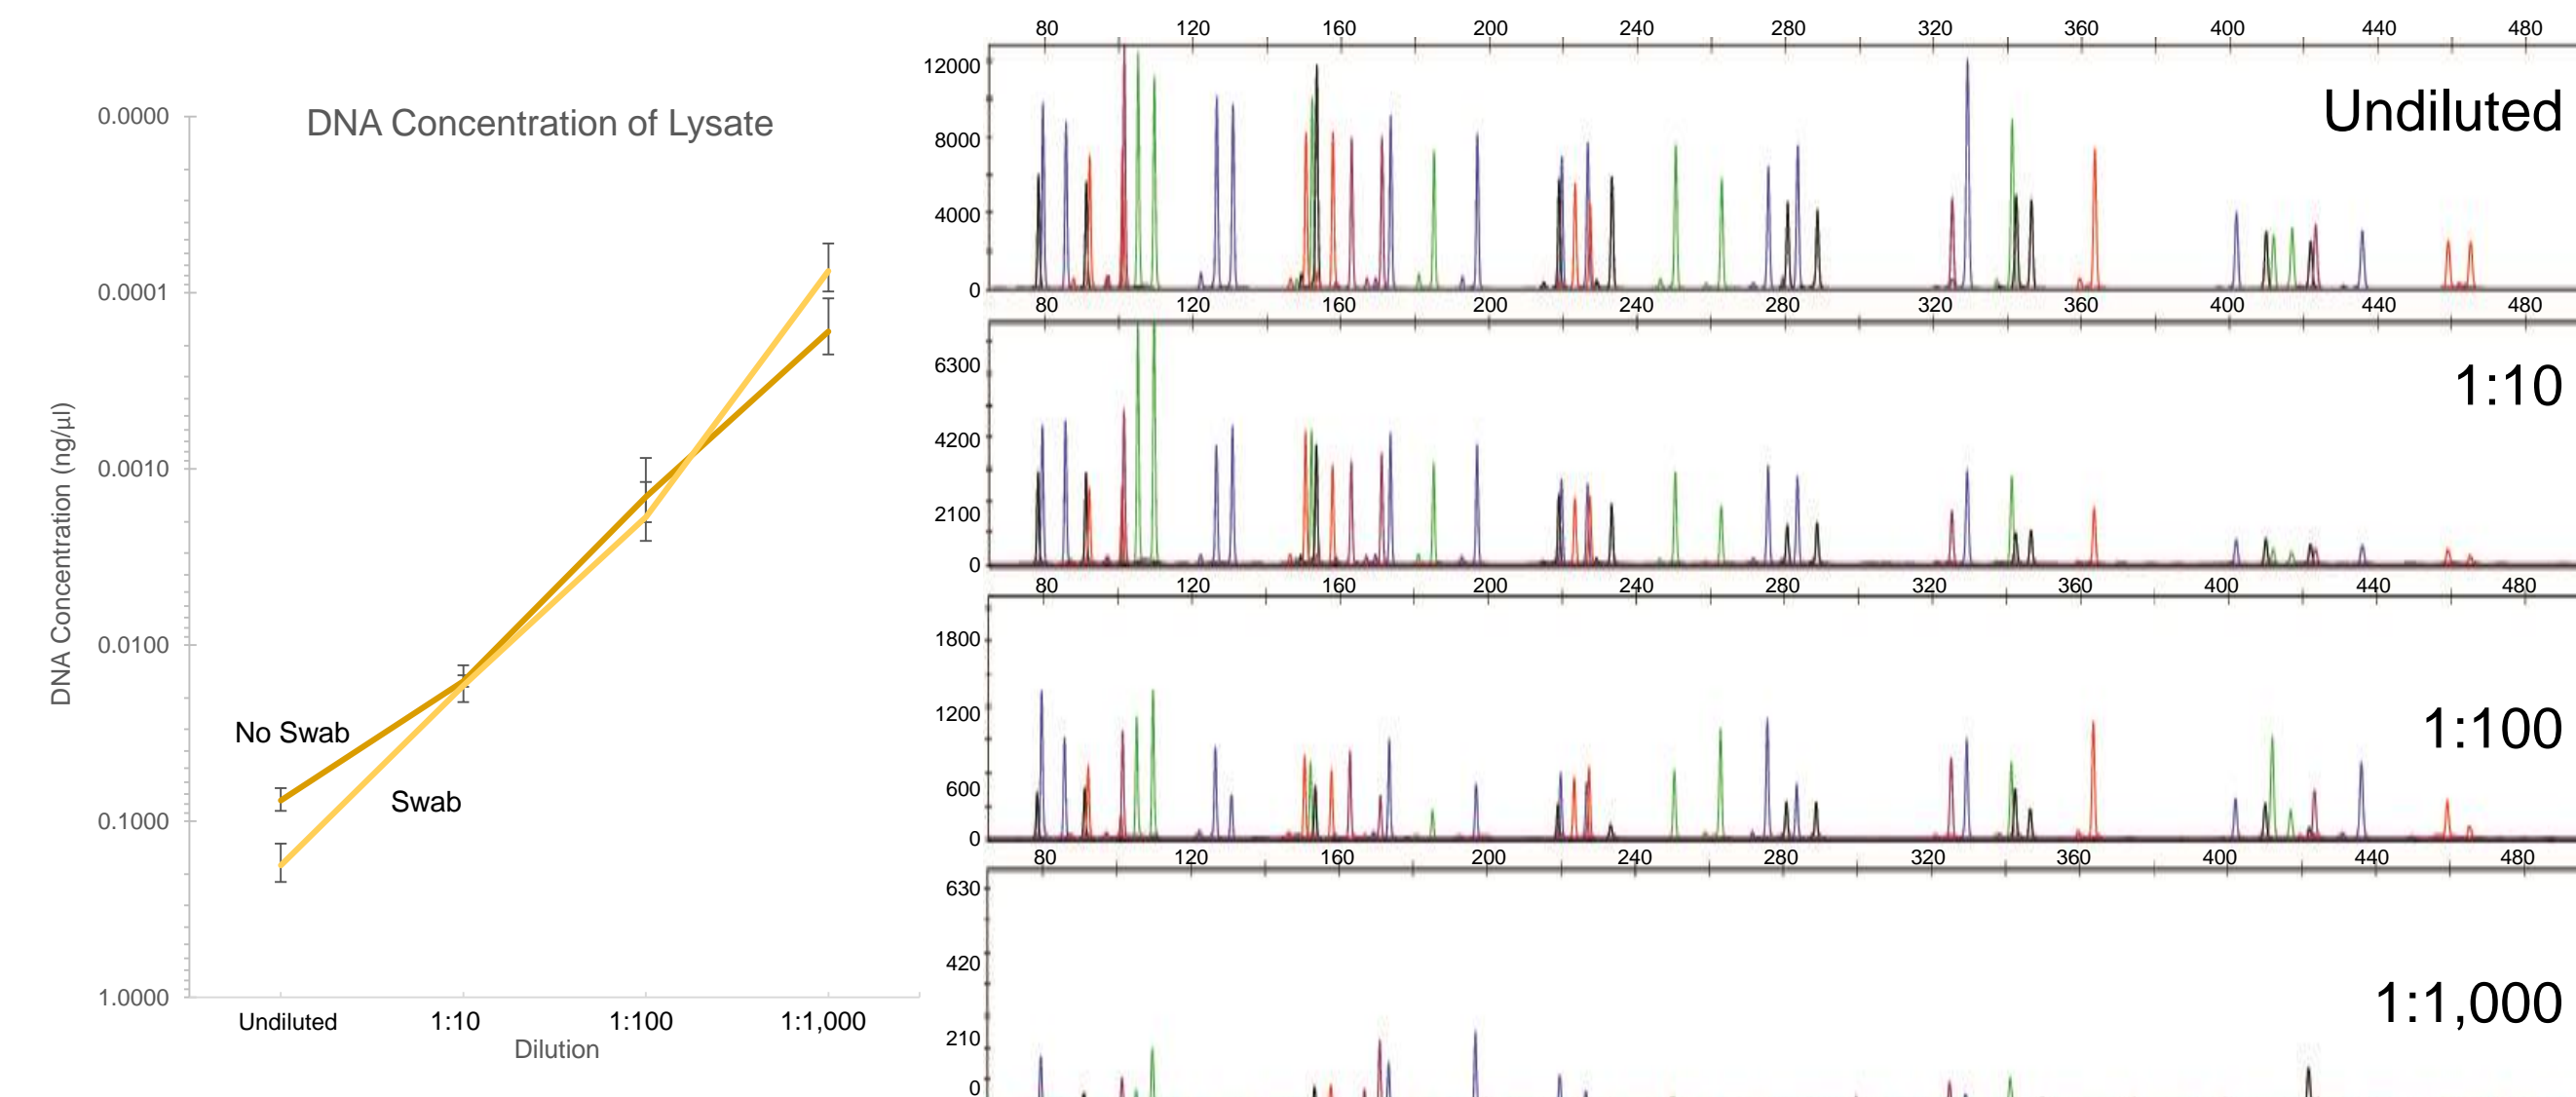 DNA Concentration of Lysate
DNA Concentration (ng/µl)
0.0000
0.0001
0.0010
0.0100
0.1000
1.0000
No Swab
Swab
Undiluted 1:10 1:100 1:1,000
Dilution
80 120 160 200 240 280 320 360 400 440 480
12000
8000
4000
0
Undiluted
80 120 160 200 240 280 320 360 400 440 480
6300
4200
2100
0
1:10
80 120 160 200 240 280 320 360 400 440 480
1800
1200
600
0
1:100
80 120 160 200 240 280 320 360 400 440 480
630
420
210
0
1:1,000